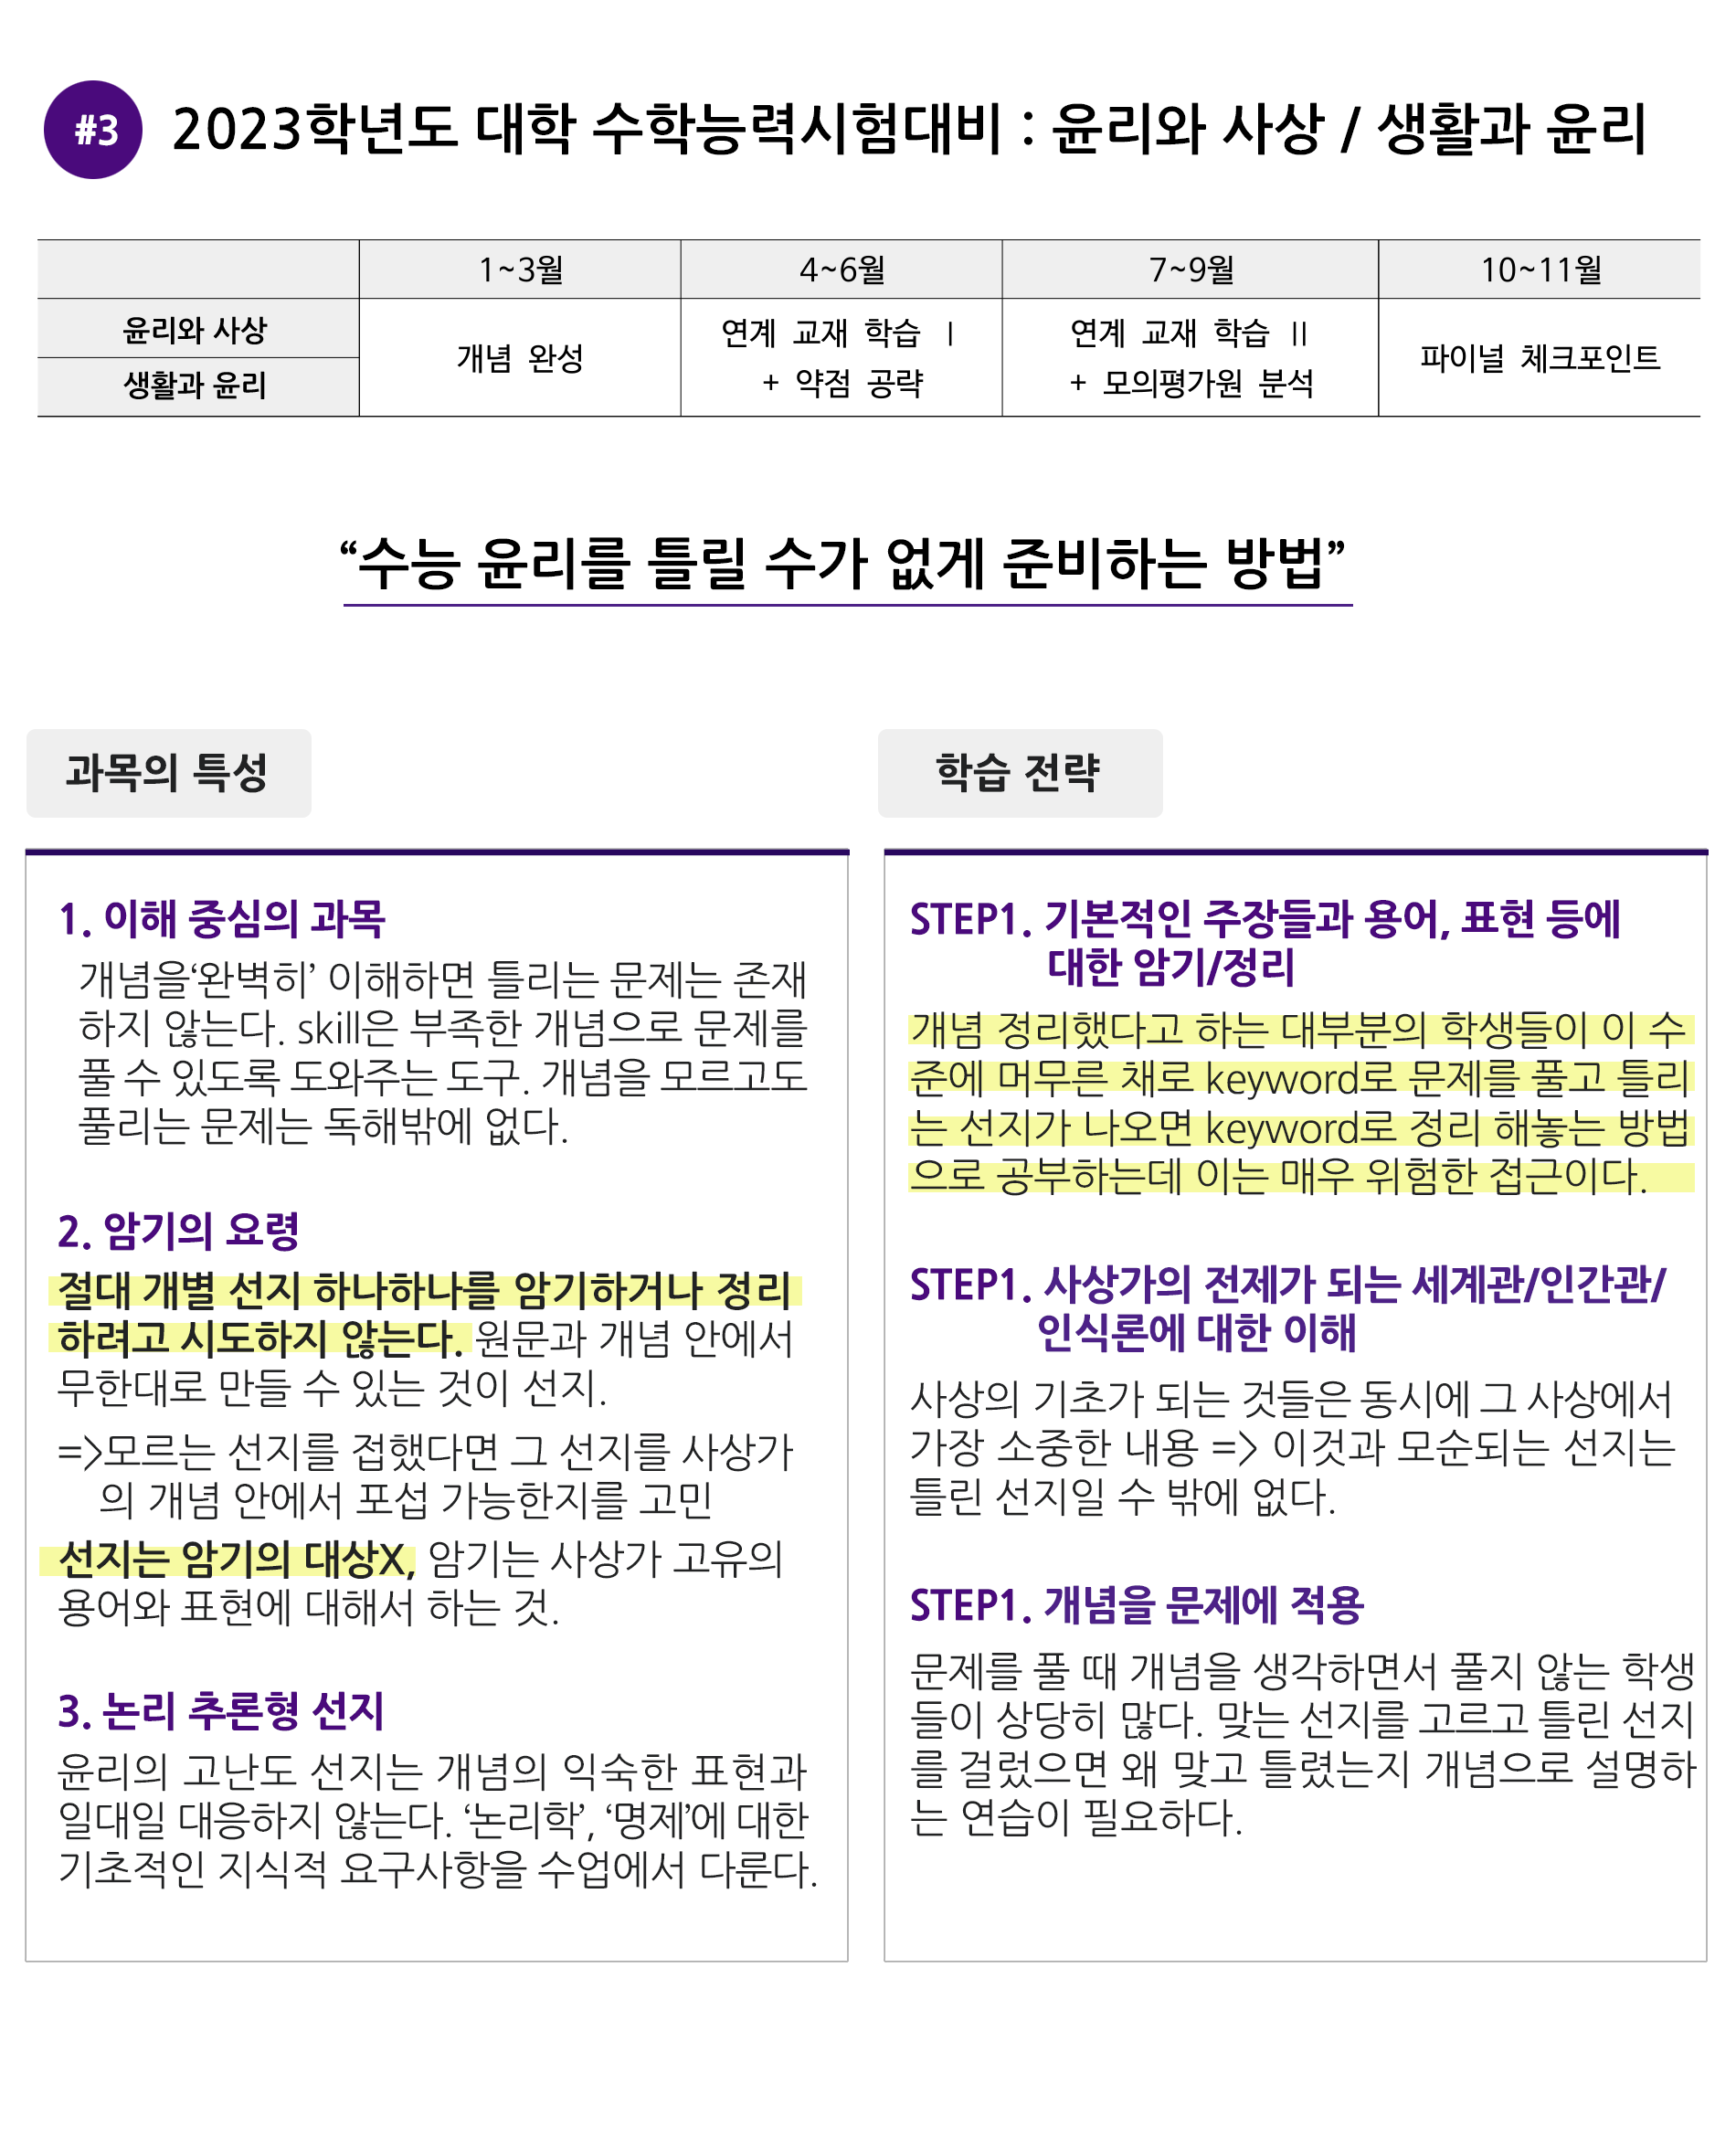 #3 2023학년도 대학 수학능력시험대비 : 윤리와 사상 / 생활과 윤리
1~3월 4~6월 7~9월 10~11월
윤리와 사상
생활과 윤리
개념 완성
연계 교재 학습 Ⅰ
+ 약점 공략
연계 교재 학습 Ⅱ
+ 모의평가원 분석
파이널 체크포인트
“수능 윤리를 틀릴 수가 없게 준비하는 방법”
과목의 특성
1. 이해 중심의 과목
개념을‘완벽히’ 이해하면 틀리는 문제는 존재
하지 않는다. skill은 부족한 개념으로 문제를
풀 수 있도록 도와주는 도구. 개념을 모르고도
풀리는 문제는 독해밖에 없다.
2. 암기의 요령
절대 개별 선지 하나하나를 암기하거나 정리
하려고 시도하지 않는다. 원문과 개념 안에서
무한대로 만들 수 있는 것이 선지.
=>모르는 선지를 접했다면 그 선지를 사상가
의 개념 안에서 포섭 가능한지를 고민
선지는 암기의 대상X, 암기는 사상가 고유의
용어와 표현에 대해서 하는 것.
3. 논리 추론형 선지
윤리의 고난도 선지는 개념의 익숙한 표현과
일대일 대응하지 않는다. ‘논리학’, ‘명제’에 대한
기초적인 지식적 요구사항을 수업에서 다룬다.
학습 전략
STEP1. 기본적인 주장들과 용어, 표현 등에
대한 암기/정리
개념 정리했다고 하는 대부분의 학생들이 이 수
준에 머무른 채로 keyword로 문제를 풀고 틀리
는 선지가 나오면 keyword로 정리 해놓는 방법
으로 공부하는데 이는 매우 위험한 접근이다.
STEP1. 사상가의 전제가 되는 세계관/인간관/
인식론에 대한 이해
사상의 기초가 되는 것들은 동시에 그 사상에서
가장 소중한 내용 => 이것과 모순되는 선지는
틀린 선지일 수 밖에 없다.
STEP1. 개념을 문제에 적용
문제를 풀 때 개념을 생각하면서 풀지 않는 학생
들이 상당히 많다. 맞는 선지를 고르고 틀린 선지
를 걸렀으면 왜 맞고 틀렸는지 개념으로 설명하
는 연습이 필요하다.